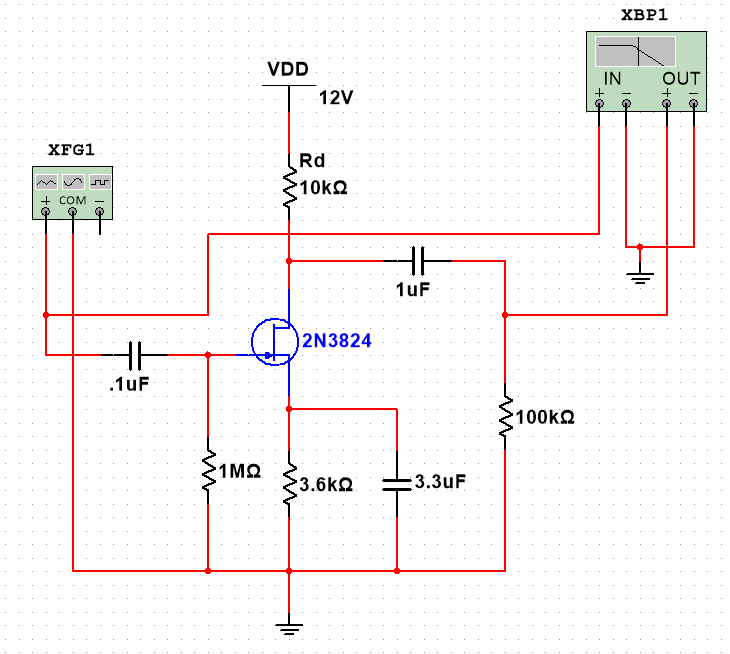 XBP1
IN OUT
+ − + −
VDD
12V
XFG1
+ COM −
Rd
10kΩ
1uF
2N3824
.1uF
100kΩ
1MΩ
3.6kΩ
3.3uF